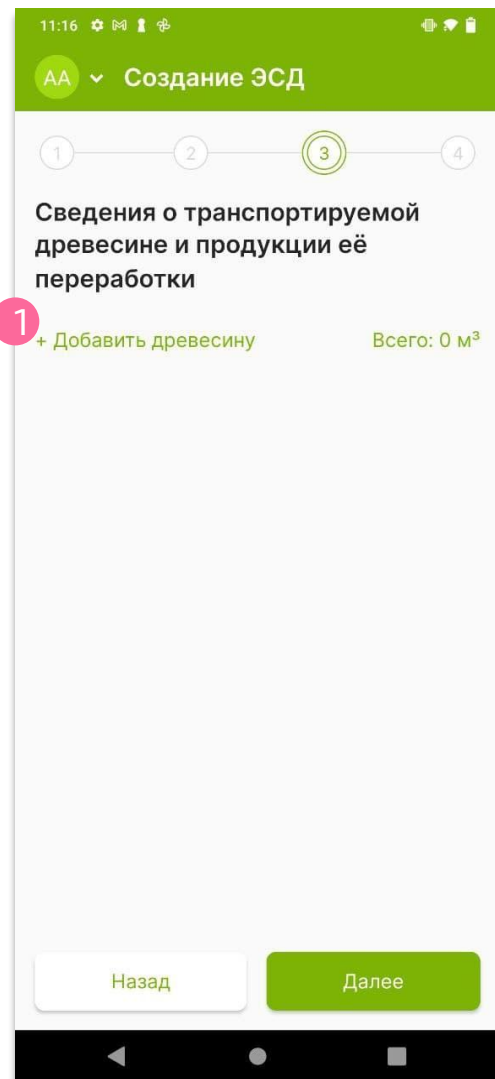 11:16
AA Создание ЭСД
1 2 3 4
Сведения о транспортируемой
древесине и продукции её
переработки
1
+ Добавить древесину Всего: 0 м³
Назад Далее